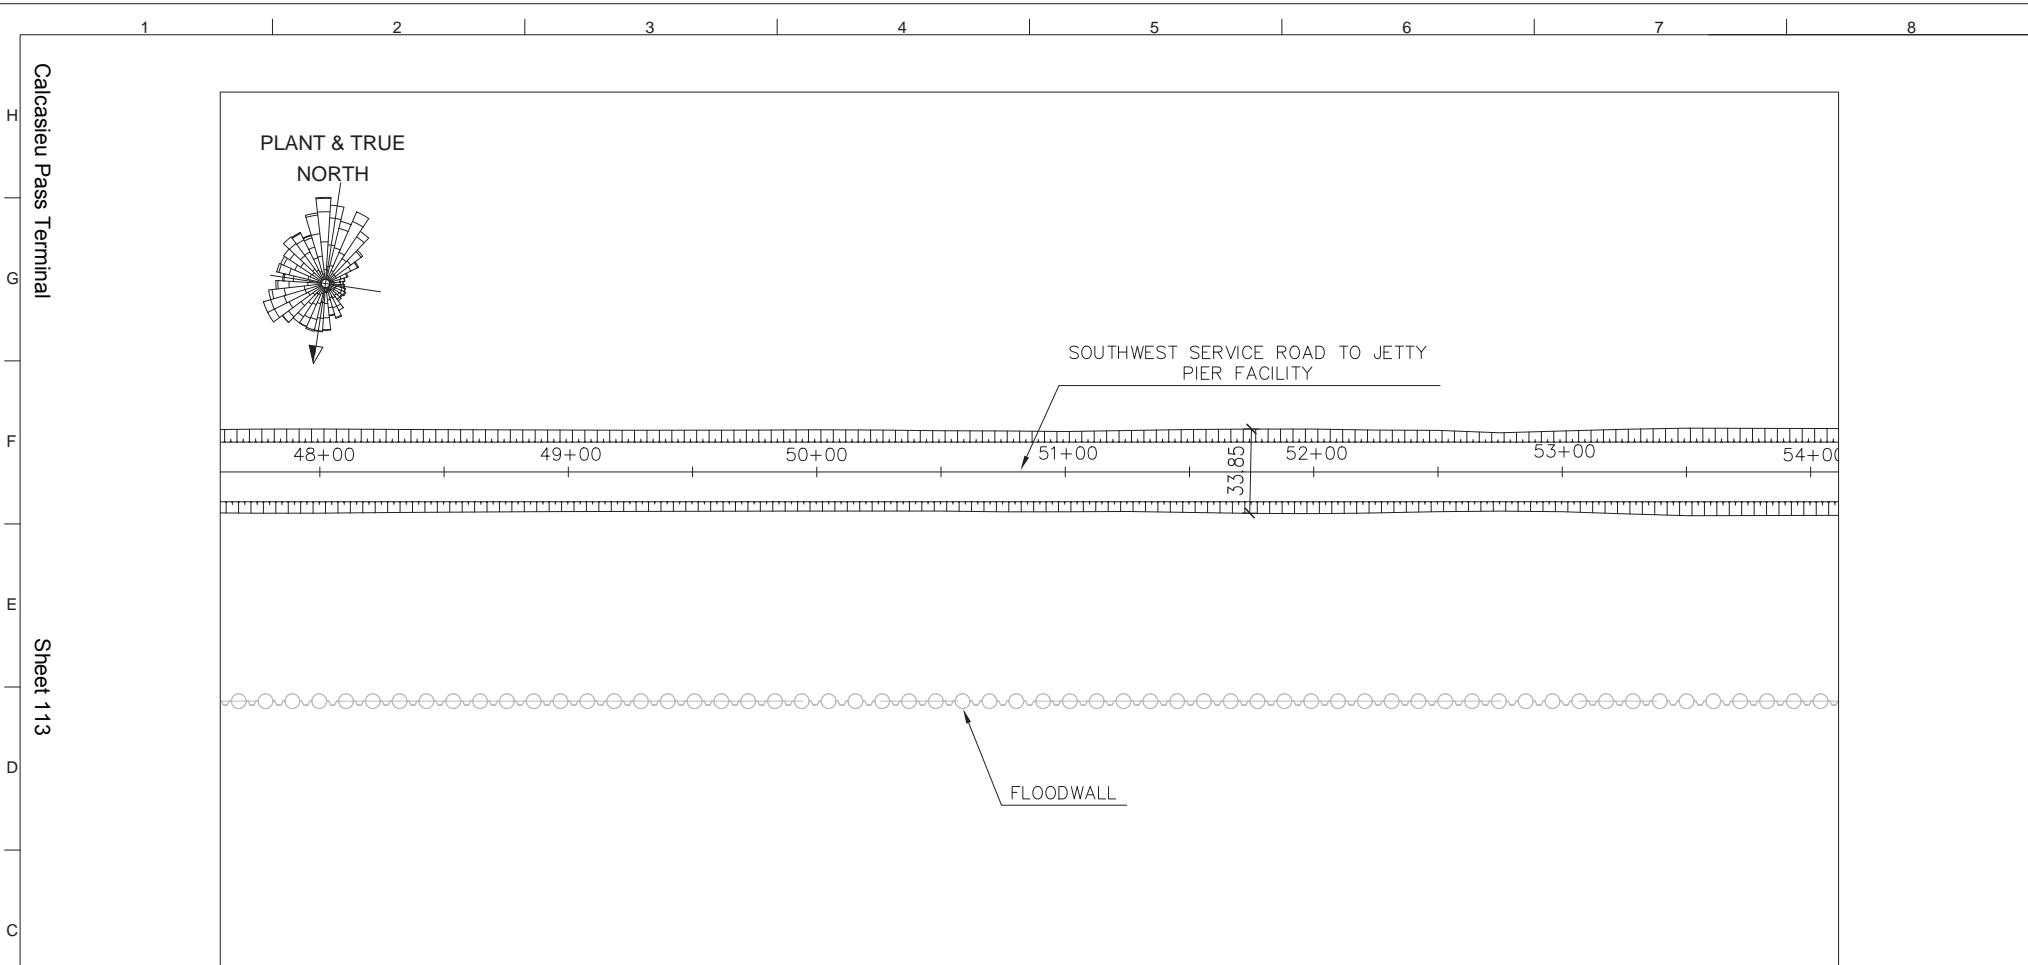 1 2 3 4 5 6 7 8
H
G
F
E
D
C
Calcasieu Pass Terminal
Sheet 113
PLANT & TRUE
NORTH
SOUTHWEST SERVICE ROAD TO JETTY
PIER FACILITY
48+00 49+00 50+00 51+00 52+00 53+00 54+00
33.85
FLOODWALL